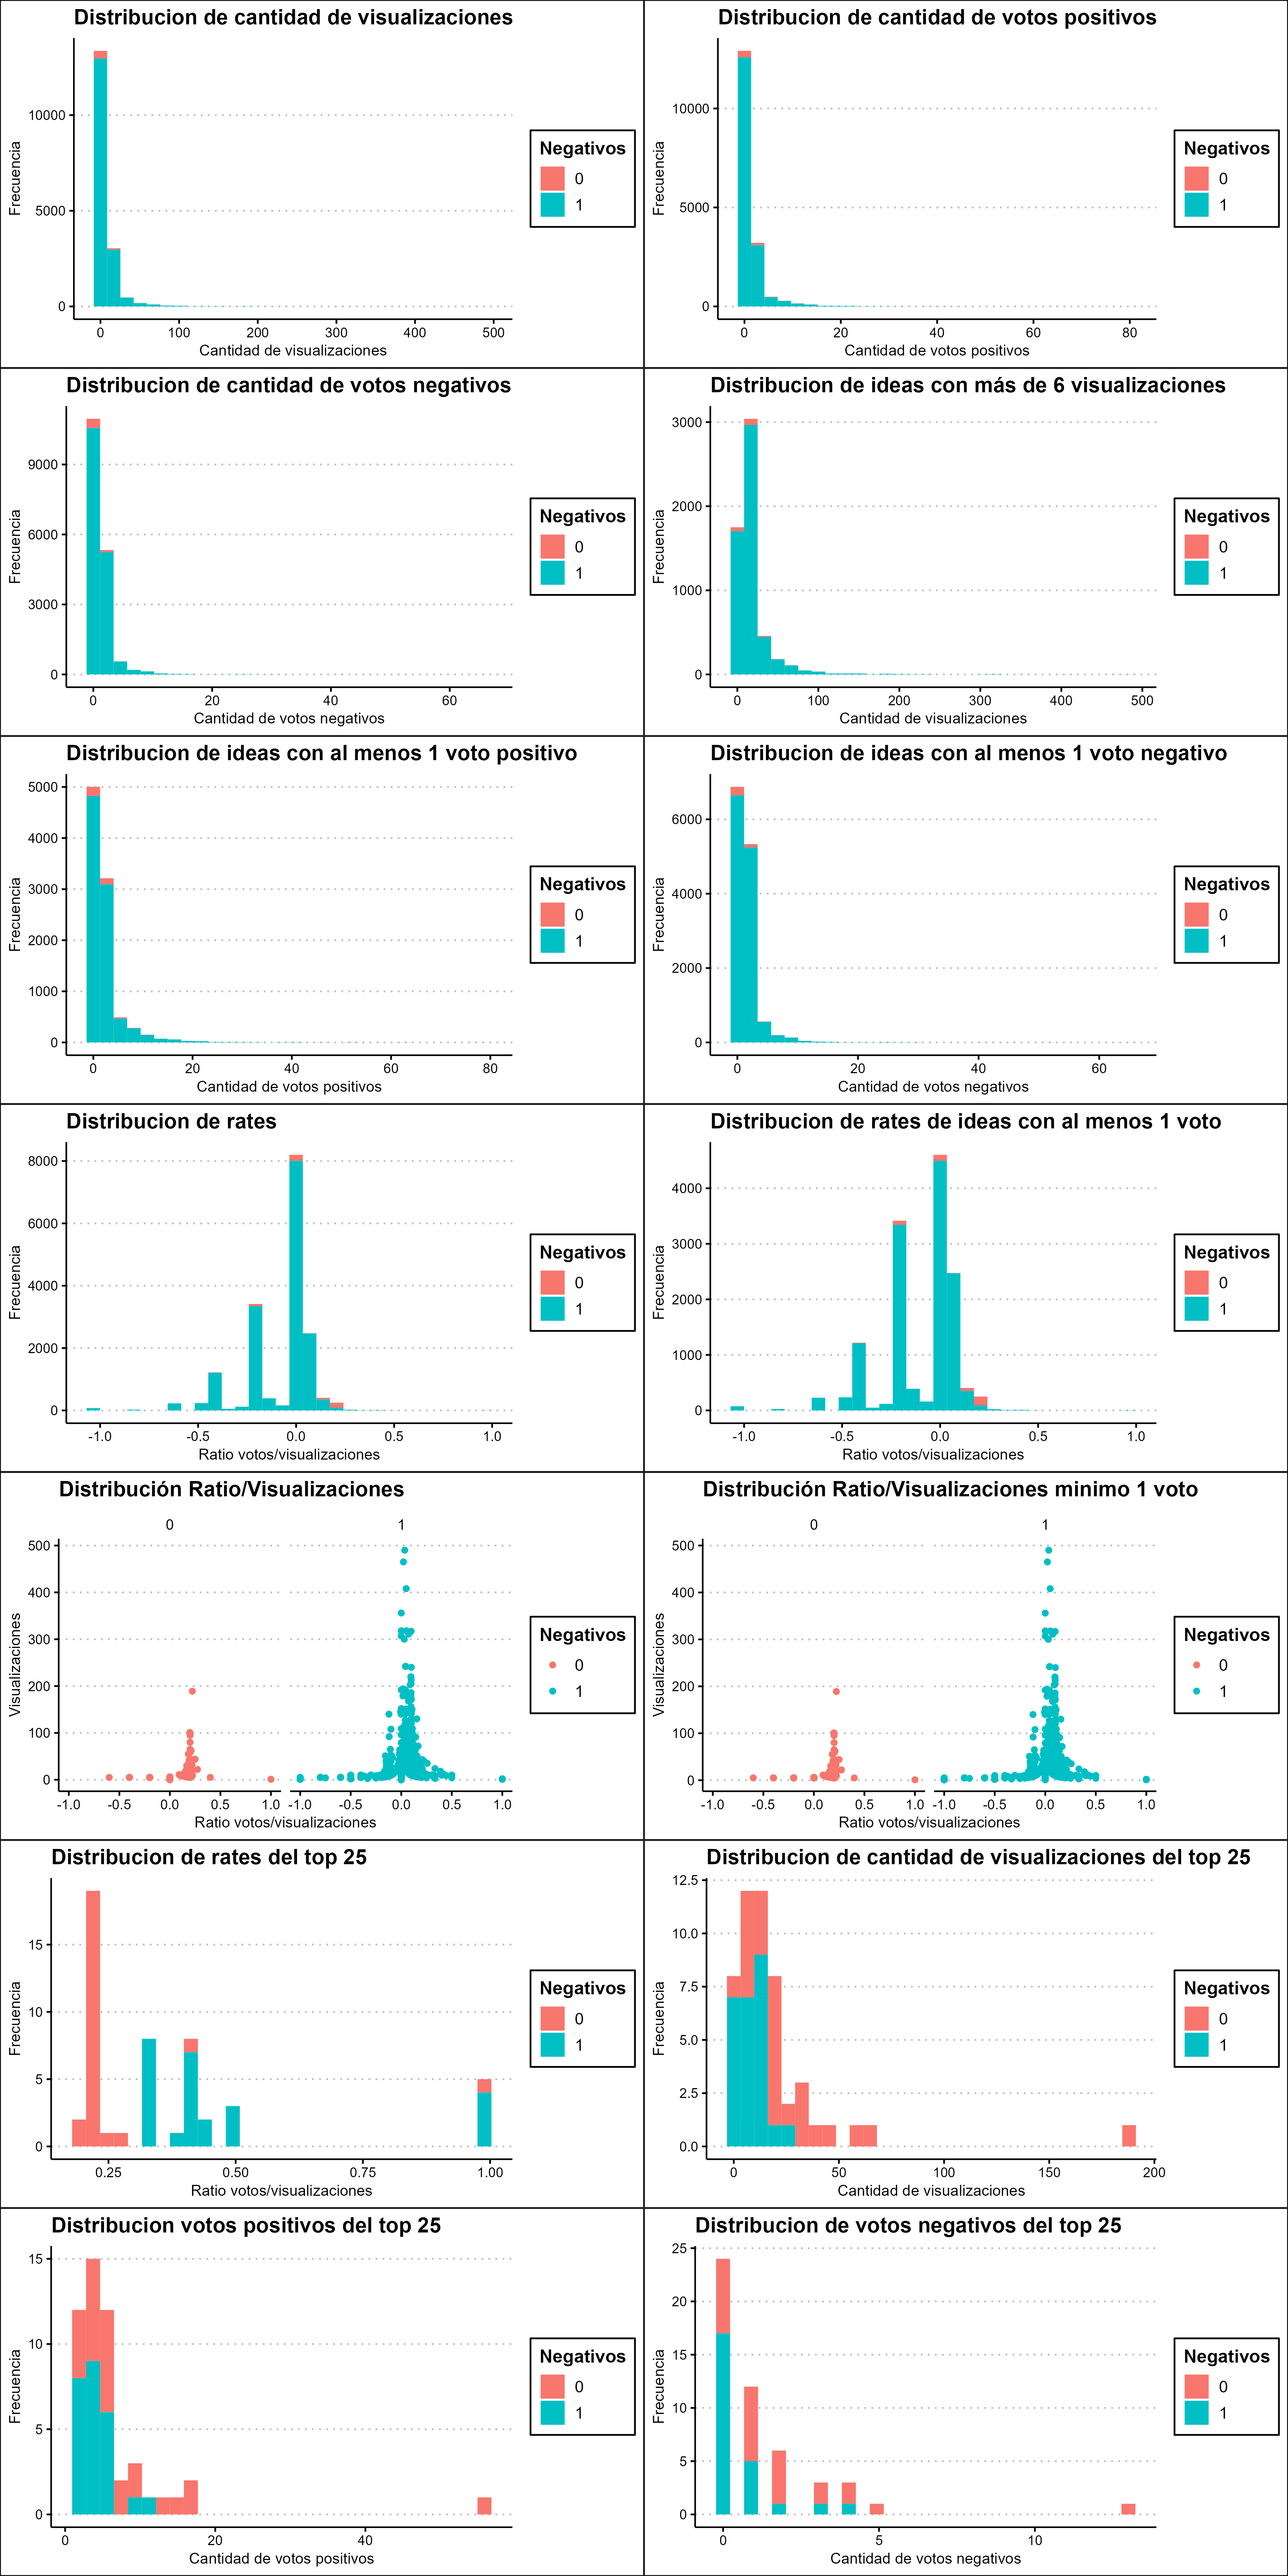 Distribucion de cantidad de visualizaciones
Frecuencia
10000
5000
0
0 100 200 300 400 500
Cantidad de visualizaciones
Negativos
0
1
Distribucion de cantidad de votos positivos
Frecuencia
10000
5000
0
0 20 40 60 80
Cantidad de votos positivos
Negativos
0
1
Distribucion de cantidad de votos negativos
Frecuencia
9000
6000
3000
0
0 20 40 60
Cantidad de votos negativos
Negativos
0
1
Distribucion de ideas con más de 6 visualizaciones
Frecuencia
3000
2000
1000
0
0 100 200 300 400 500
Cantidad de visualizaciones
Negativos
0
1
Distribucion de ideas con al menos 1 voto positivo
Frecuencia
5000
4000
3000
2000
1000
0
0 20 40 60 80
Cantidad de votos positivos
Negativos
0
1
Distribucion de ideas con al menos 1 voto negativo
Frecuencia
6000
4000
2000
0
0 20 40 60
Cantidad de votos negativos
Negativos
0
1
Distribucion de rates
Frecuencia
8000
6000
4000
2000
0
-1.0 -0.5 0.0 0.5 1.0
Ratio votos/visualizaciones
Negativos
0
1
Distribucion de rates de ideas con al menos 1 voto
Frecuencia
4000
3000
2000
1000
0
-1.0 -0.5 0.0 0.5 1.0
Ratio votos/visualizaciones
Negativos
0
1
Distribución Ratio/Visualizaciones
0 1
Visualizaciones
500
400
300
200
100
0
-1.0 -0.5 0.0 0.5 1.0 -1.0 -0.5 0.0 0.5 1.0
Ratio votos/visualizaciones
Negativos
0
1
Distribución Ratio/Visualizaciones minimo 1 voto
0 1
Visualizaciones
500
400
300
200
100
0
-1.0 -0.5 0.0 0.5 1.0 -1.0 -0.5 0.0 0.5 1.0
Ratio votos/visualizaciones
Negativos
0
1
Distribucion de rates del top 25
Frecuencia
15
10
5
0
0.25 0.50 0.75 1.00
Ratio votos/visualizaciones
Negativos
0
1
Distribucion de cantidad de visualizaciones del top 25
Frecuencia
12.5
10.0
7.5
5.0
2.5
0.0
0 50 100 150 200
Cantidad de visualizaciones
Negativos
0
1
Distribucion votos positivos del top 25
Frecuencia
15
10
5
0
0 20 40
Cantidad de votos positivos
Negativos
0
1
Distribucion de votos negativos del top 25
Frecuencia
25
20
15
10
5
0
0 5 10
Cantidad de votos negativos
Negativos
0
1